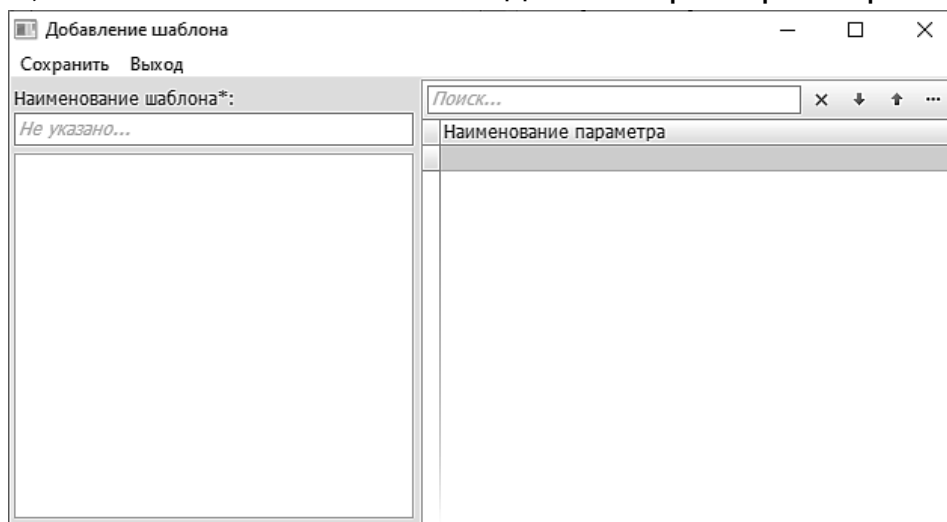 Добавление шаблона
Сохранить Выход
Наименование шаблона*:
Не указано...
Поиск...
Наименование параметра